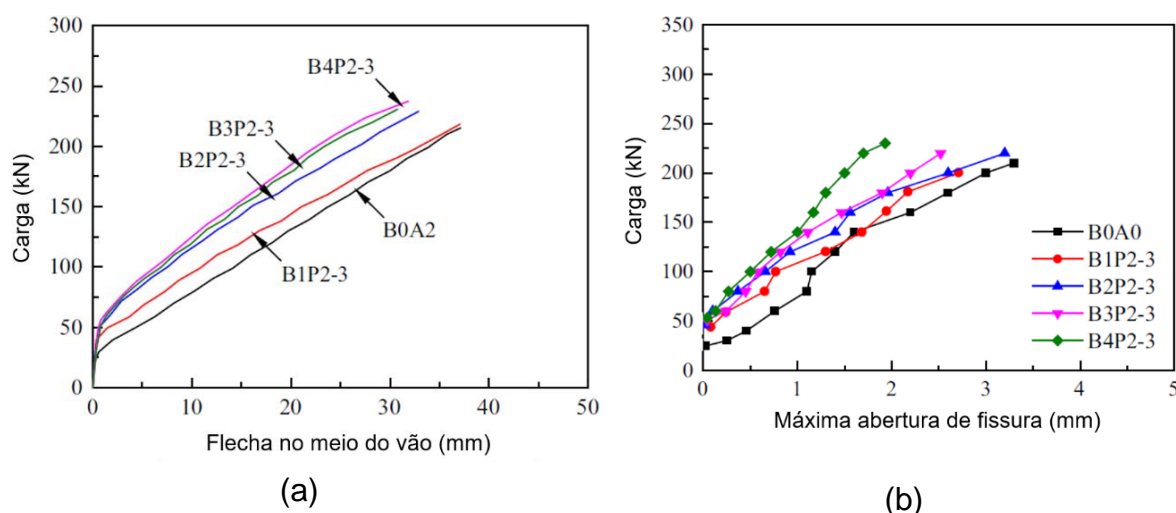 300
250
200
150
100
50
0
Carga (kN)
B4P2-3
B3P2-3
B2P2-3
B0A2
B1P2-3
0 10 20 30 40 50
Flecha no meio do vão (mm)
(a)
350
300
250
200
150
100
50
0
Carga (kN)
B0A0
B1P2-3
B2P2-3
B3P2-3
B4P2-3
0 1 2 3 4 5
Máxima abertura de fissura (mm)
(b)